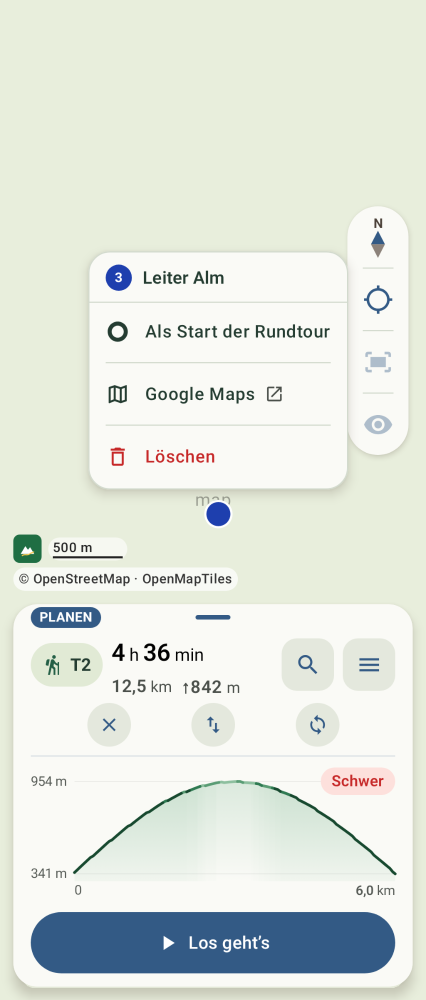 N
3 Leiter Alm
Als Start der Rundtour
Google Maps
Löschen
map
500 m
© OpenStreetMap · OpenMapTiles
PLANEN
T2
4 h 36 min
12,5 km ↑842 m
954 m
Schwer
341 m
0
6,0 km
Los geht's